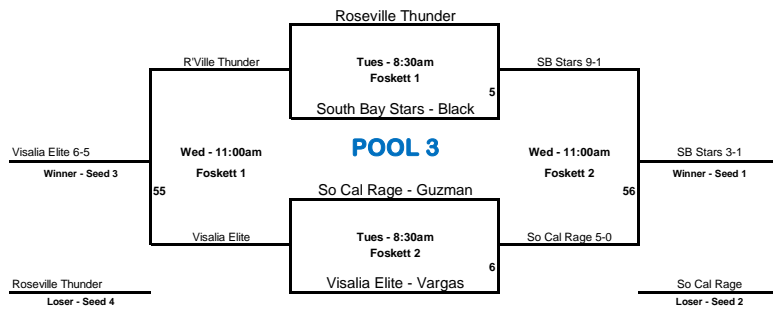 Roseville Thunder
R'Ville Thunder
Tues - 8:30am
SB Stars 9-1
Foskett 1
5
South Bay Stars - Black
Visalia Elite 6-5
Wed - 11:00am
POOL 3
Wed - 11:00am
SB Stars 3-1
Winner - Seed 3
Foskett 1
Foskett 2
Winner - Seed 1
55
So Cal Rage - Guzman
56
Visalia Elite
Tues - 8:30am
So Cal Rage 5-0
Foskett 2
6
Roseville Thunder
Visalia Elite - Vargas
So Cal Rage
Loser - Seed 4
Loser - Seed 2